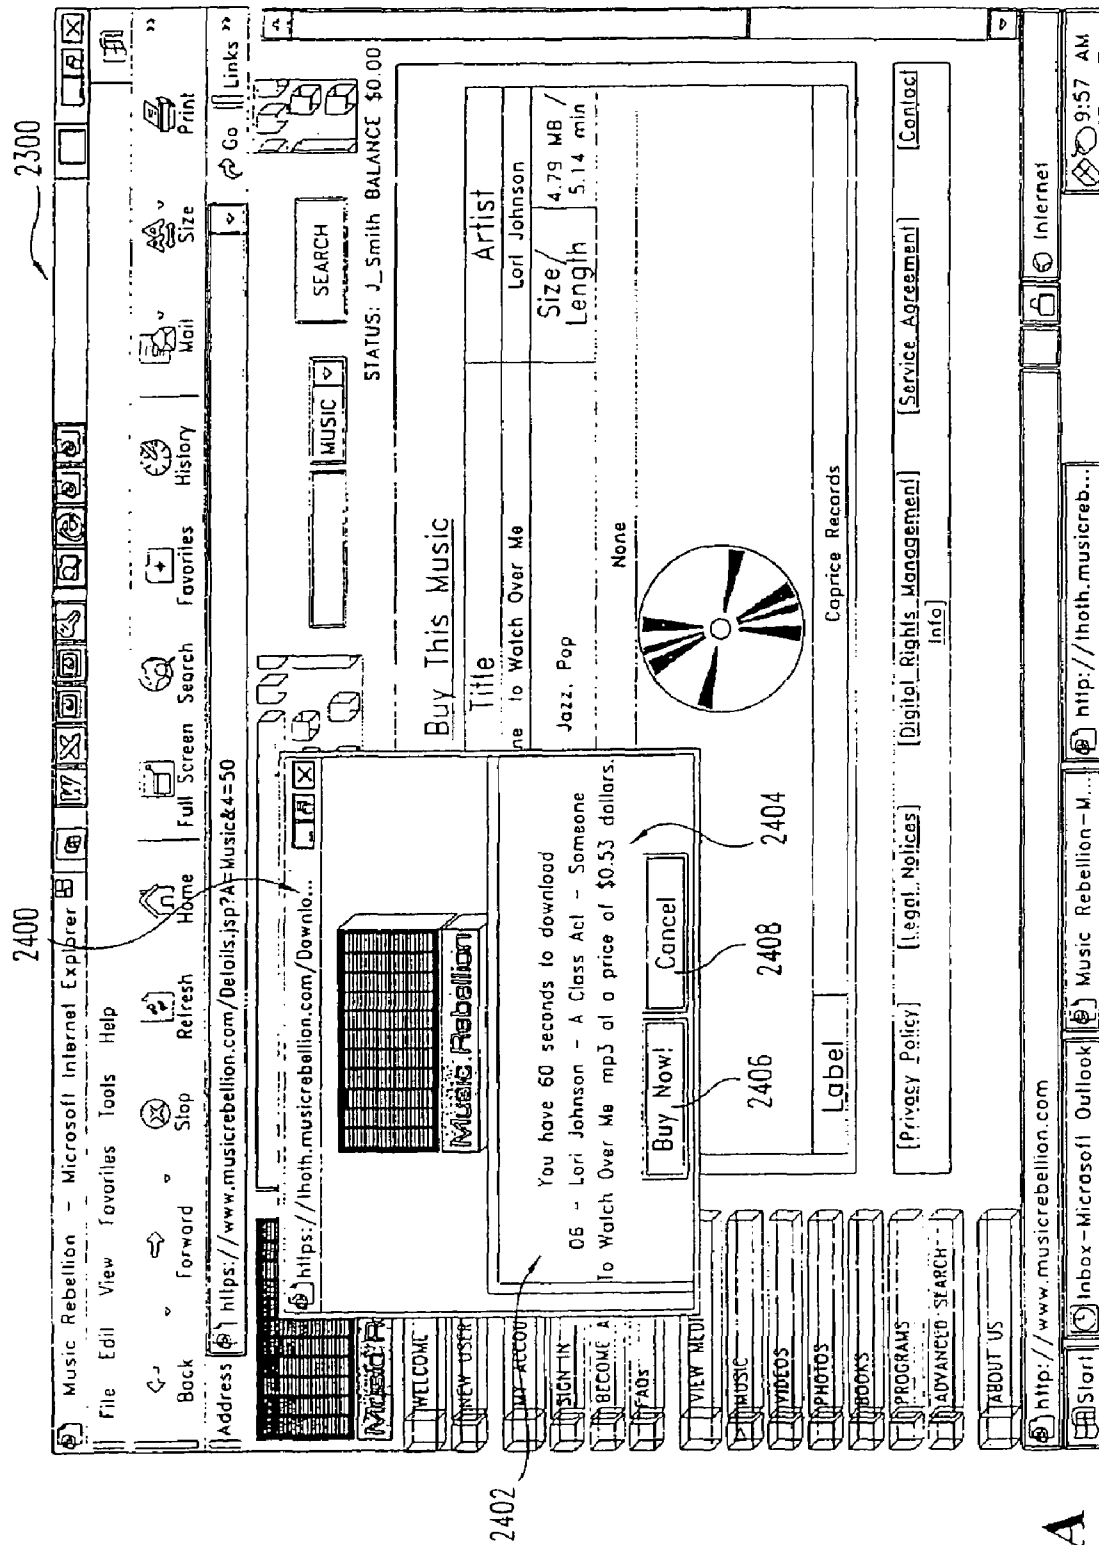 2300
2400
Music Rebellion - Microsoft Internet Explorer
File Edit View Favorites Tools Help
Back Forward Stop Refresh Home Full Screen Search Favorites History Mail Size Print
Address https://www.musicrebellion.com/Details.jsp?A=Music&4=50 Go Links »
MUSIC SEARCH
STATUS: J_Smith BALANCE $0.00
https://thoth.musicrebellion.com/Downlo...
Music Rebellion
You have 60 seconds to download
06 - Lori Johnson - A Class Act - Someone
To Watch Over Me mp3 at a price of $0.53 dollars.
Buy Now! Cancel
2402
2404
2406
2408
Buy This Music
Title Artist
ne to Watch Over Me Lori Johnson
Jazz, Pop Size/ Length 4.79 MB / 5.14 min
None
Label Caprice Records
WELCOME
NEW USER
MY ACCOU
SIGN IN
BECOME A
FAQs
VIEW MEDI
MUSIC
VIDEOS
PHOTOS
BOOKS
PROGRAMS
ADVANCED SEARCH
ABOUT US
[Privacy Policy] [Legal Notices] [Digital Rights Management Info] [Service Agreement] [Contact]
http://www.musicrebellion.com Internet
Start Inbox-Microsoft Outlook Music Rebellion-M... http://thoth.musicreb... 9:57 AM
A